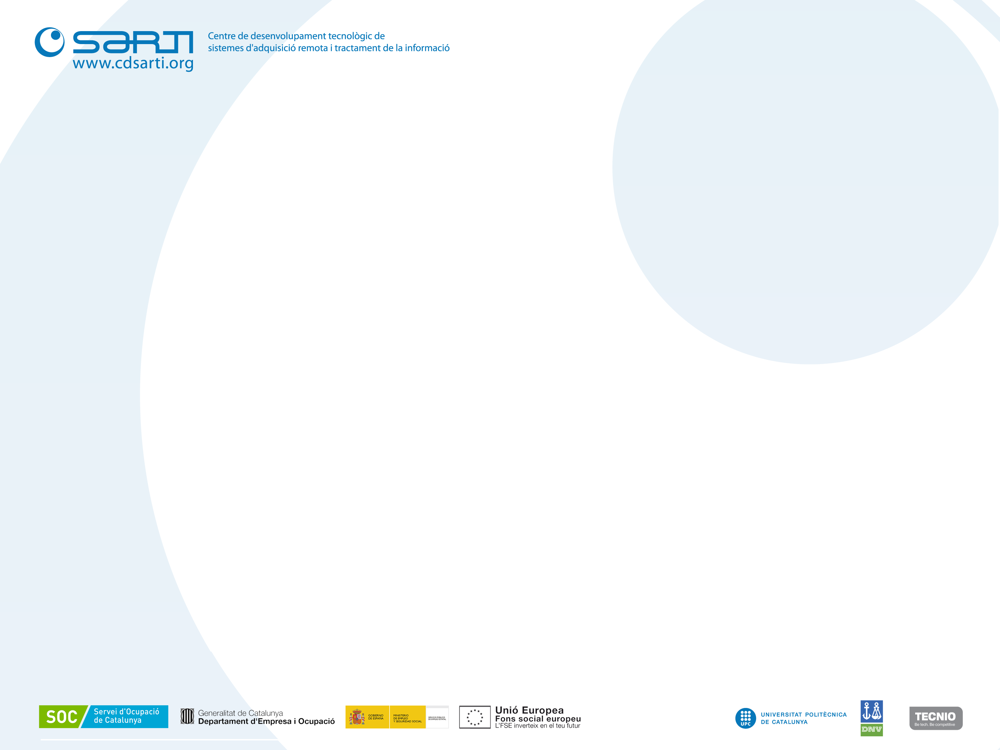 sarti
www.cdsarti.org
Centre de desenvolupament tecnològic de
sistemes d'adquisició remota i tractament de la informació
SOC
Servei d'Ocupació
de Catalunya
Generalitat de Catalunya
Departament d'Empresa i Ocupació
GOBIERNO
DE ESPAÑA
MINISTERIO
DE EMPLEO
Y SEGURIDAD SOCIAL
SERVICIO PÚBLICO
DE EMPLEO ESTATAL
Unió Europea
Fons social europeu
L'FSE inverteix en el teu futur
UPC
UNIVERSITAT POLITÈCNICA
DE CATALUNYA
DNV
TECNIO
Be tech. Be competitive